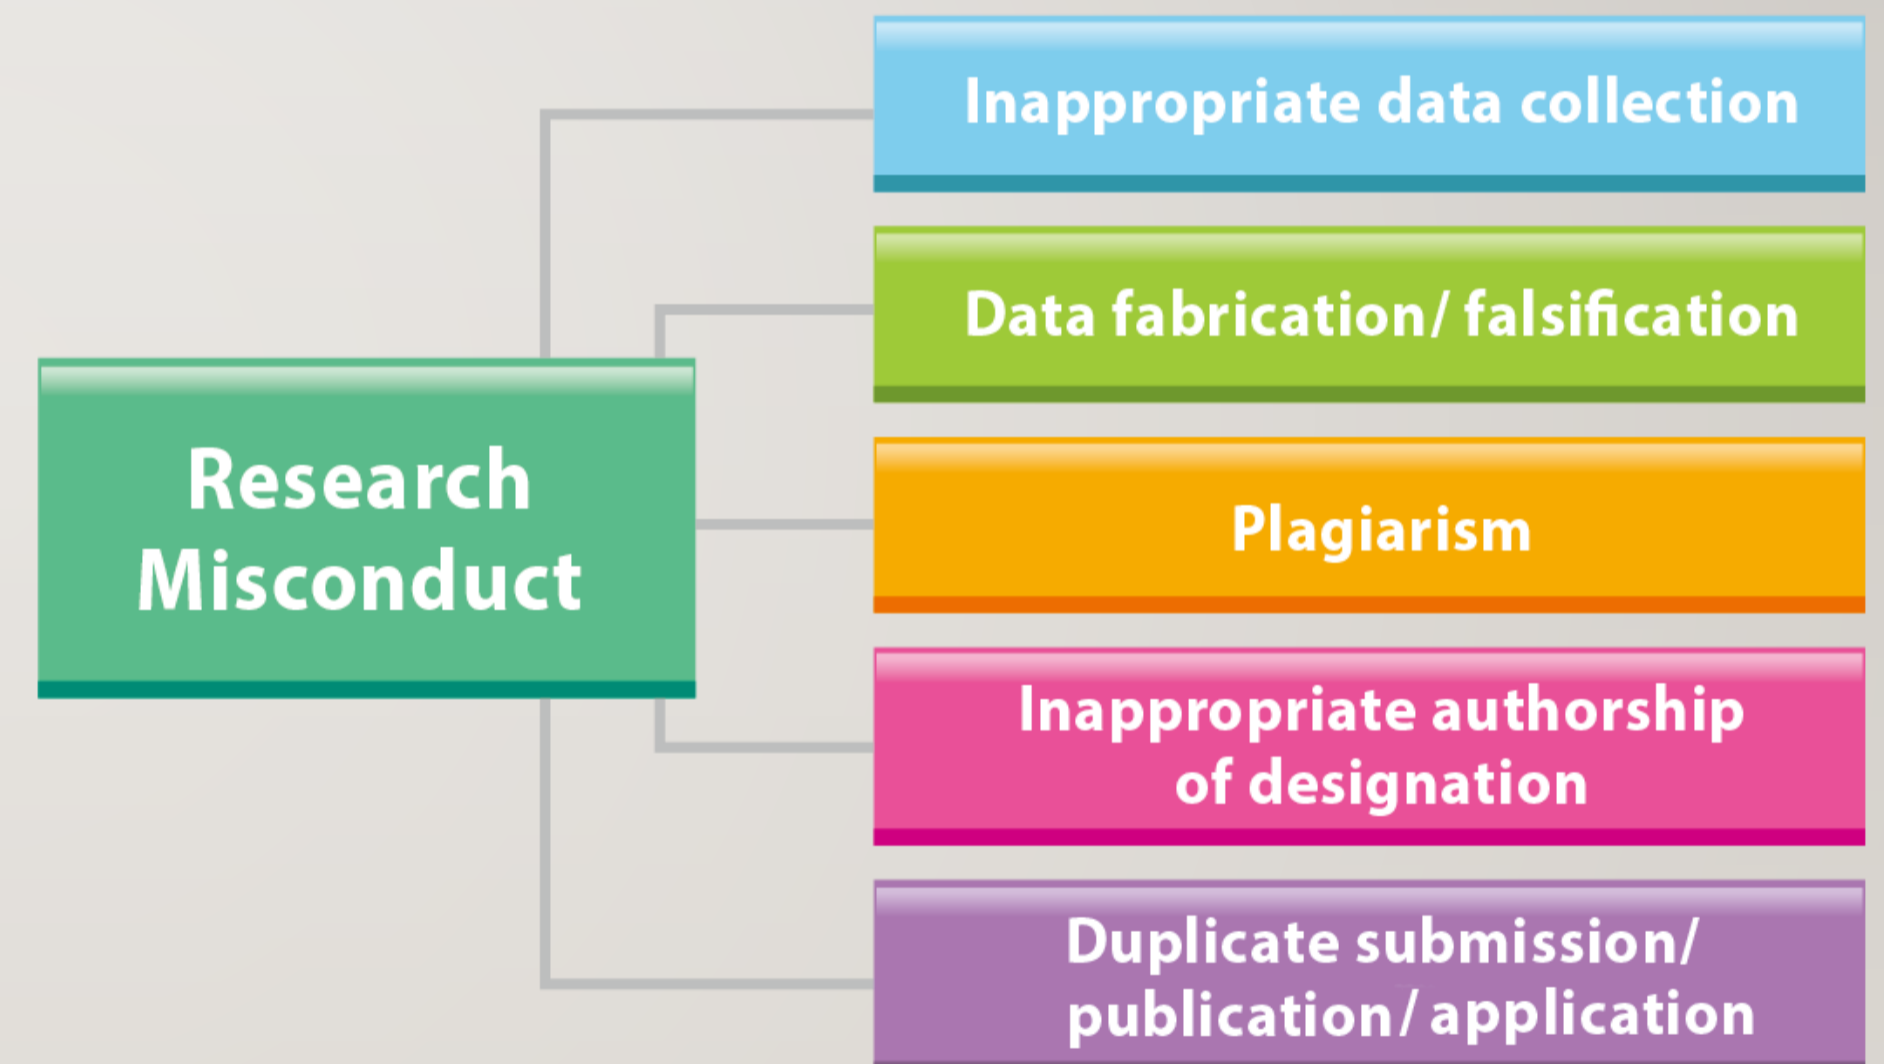 Research
Misconduct
Inappropriate data collection
Data fabrication/ falsification
Plagiarism
Inappropriate authorship
of designation
Duplicate submission/
publication/ application